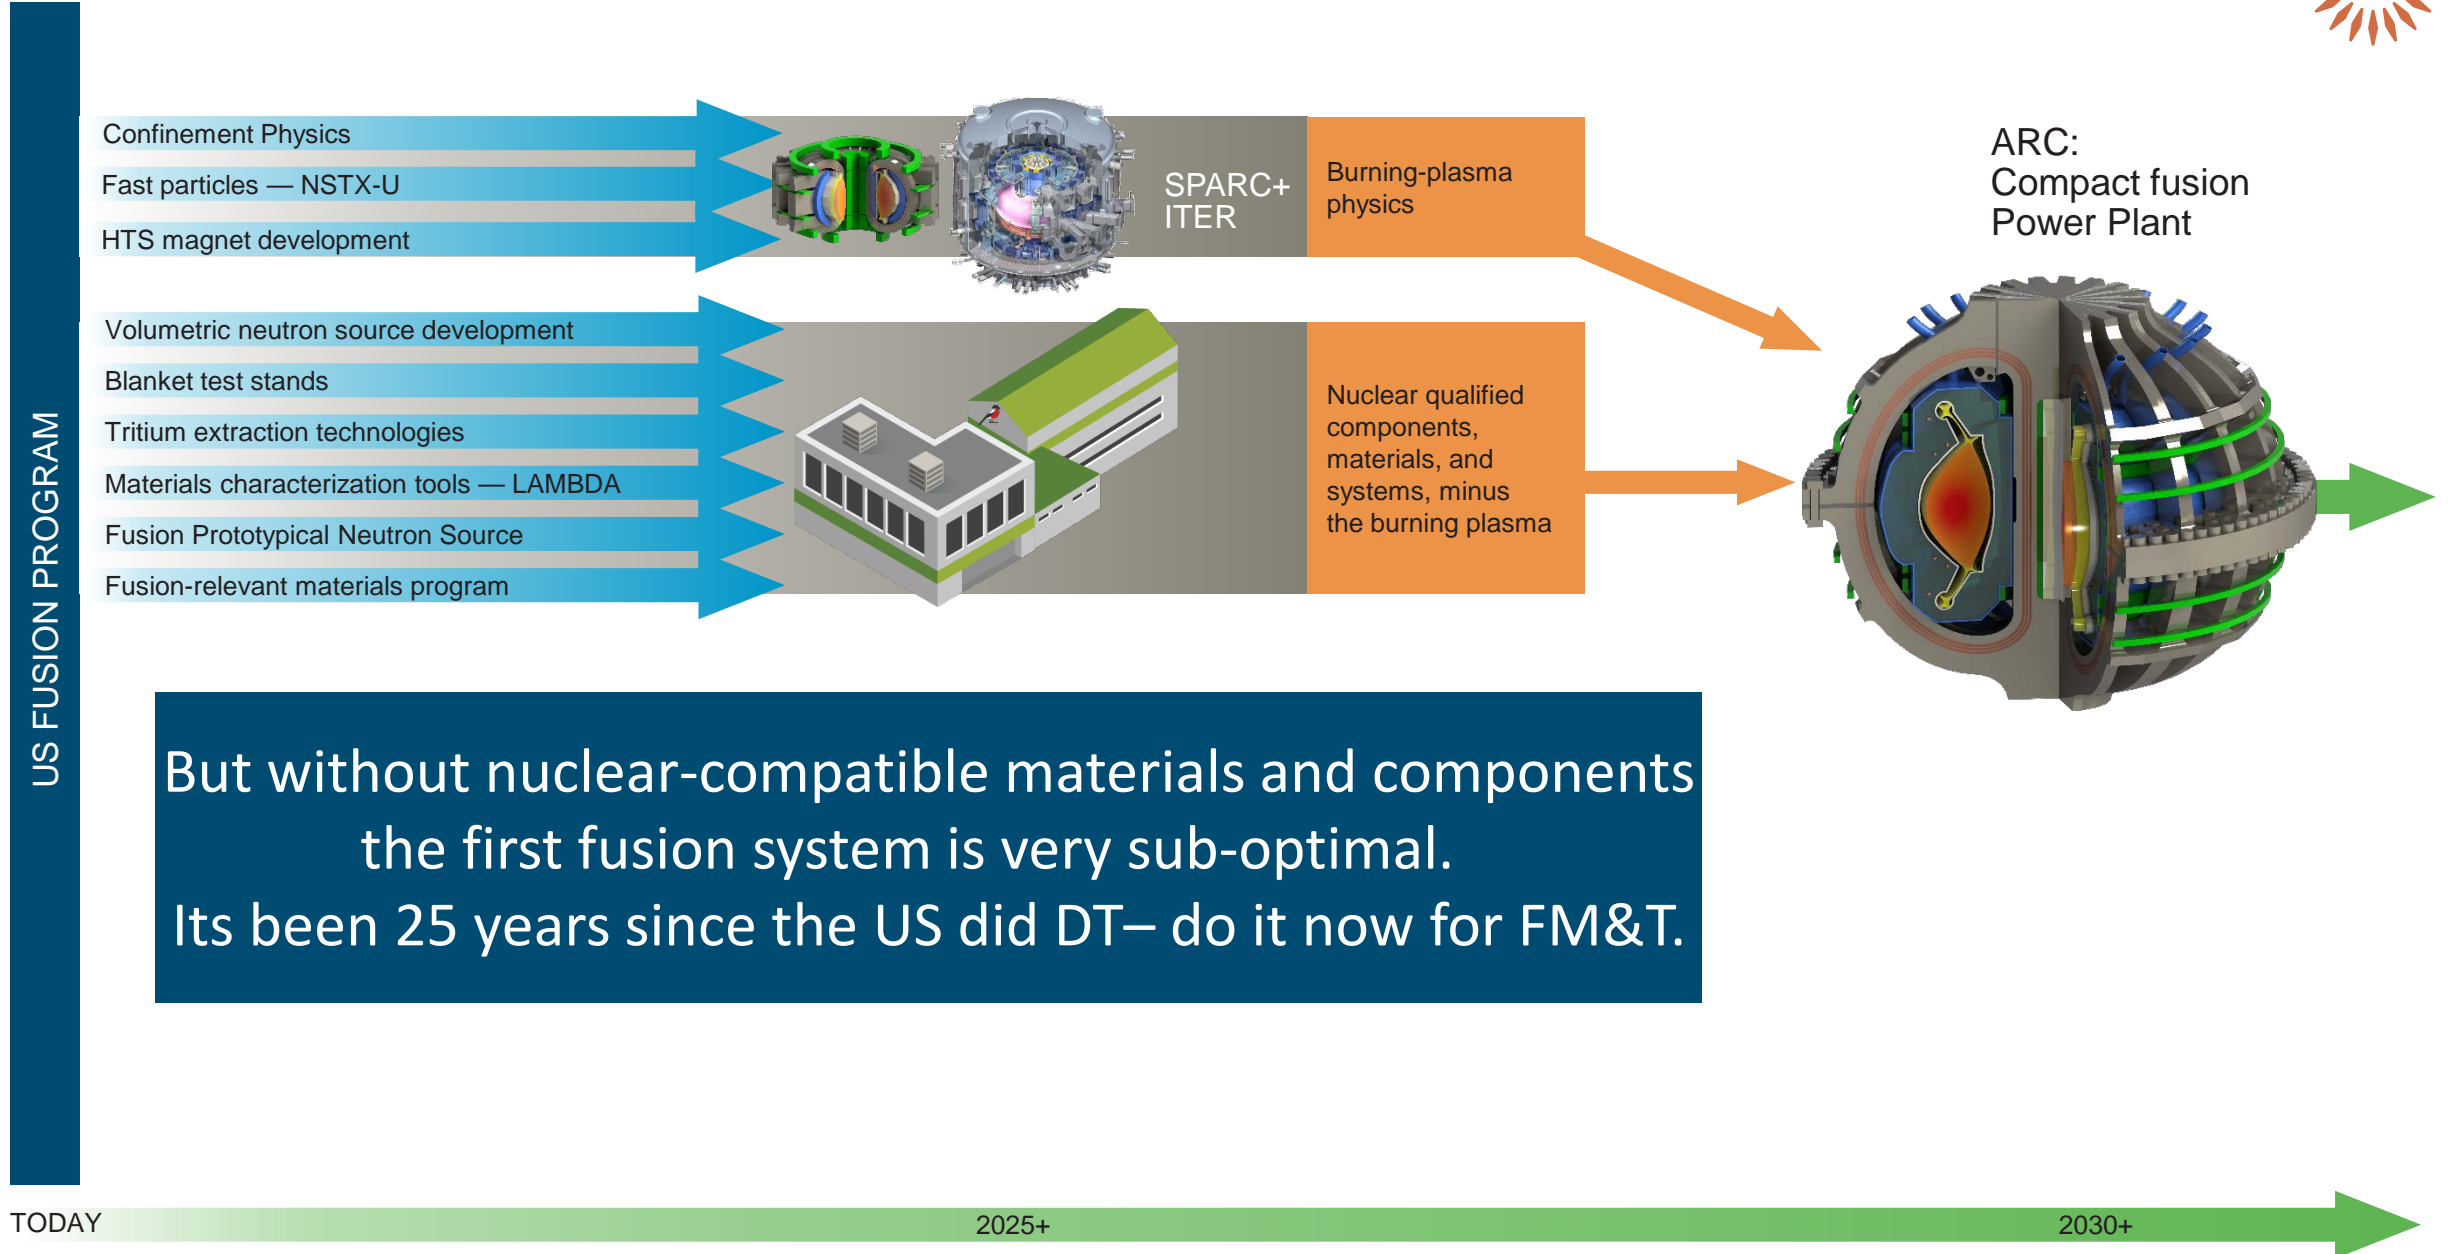 US FUSION PROGRAM
Confinement Physics
Fast particles — NSTX-U
HTS magnet development
SPARC+
ITER
Burning-plasma
physics
ARC:
Compact fusion
Power Plant
Volumetric neutron source development
Blanket test stands
Tritium extraction technologies
Materials characterization tools — LAMBDA
Fusion Prototypical Neutron Source
Fusion-relevant materials program
Nuclear qualified
components,
materials, and
systems, minus
the burning plasma
But without nuclear-compatible materials and components
the first fusion system is very sub-optimal.
Its been 25 years since the US did DT– do it now for FM&T.
TODAY
2025+
2030+